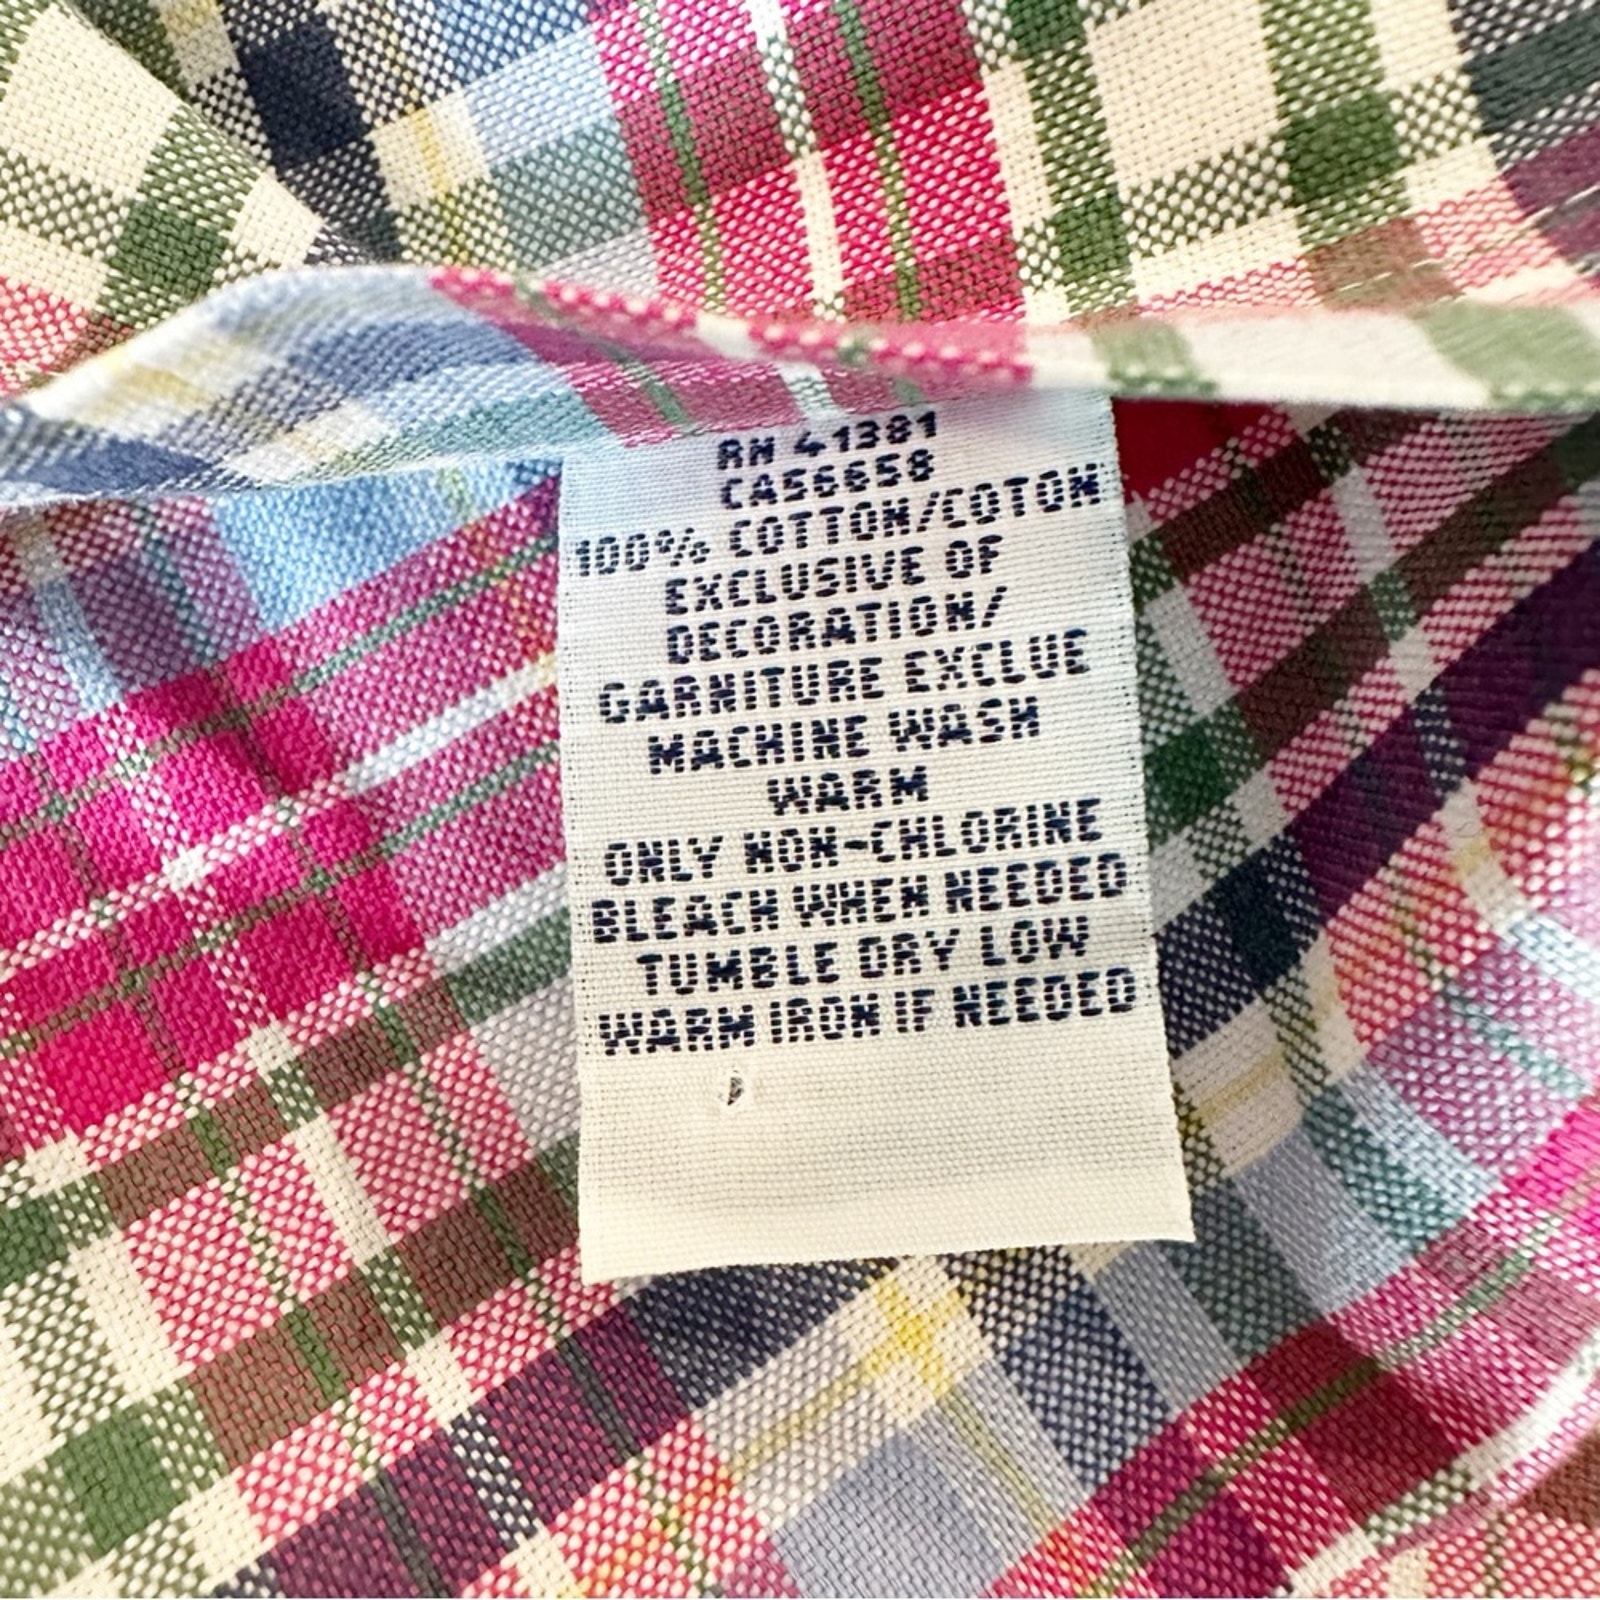 RN 41381
CA56658
100% COTTON/COTON
EXCLUSIVE OF
DECORATION/
GARNITURE EXCLUE
MACHINE WASH
WARM
ONLY NON-CHLORINE
BLEACH WHEN NEEDED
TUMBLE DRY LOW
WARM IRON IF NEEDED